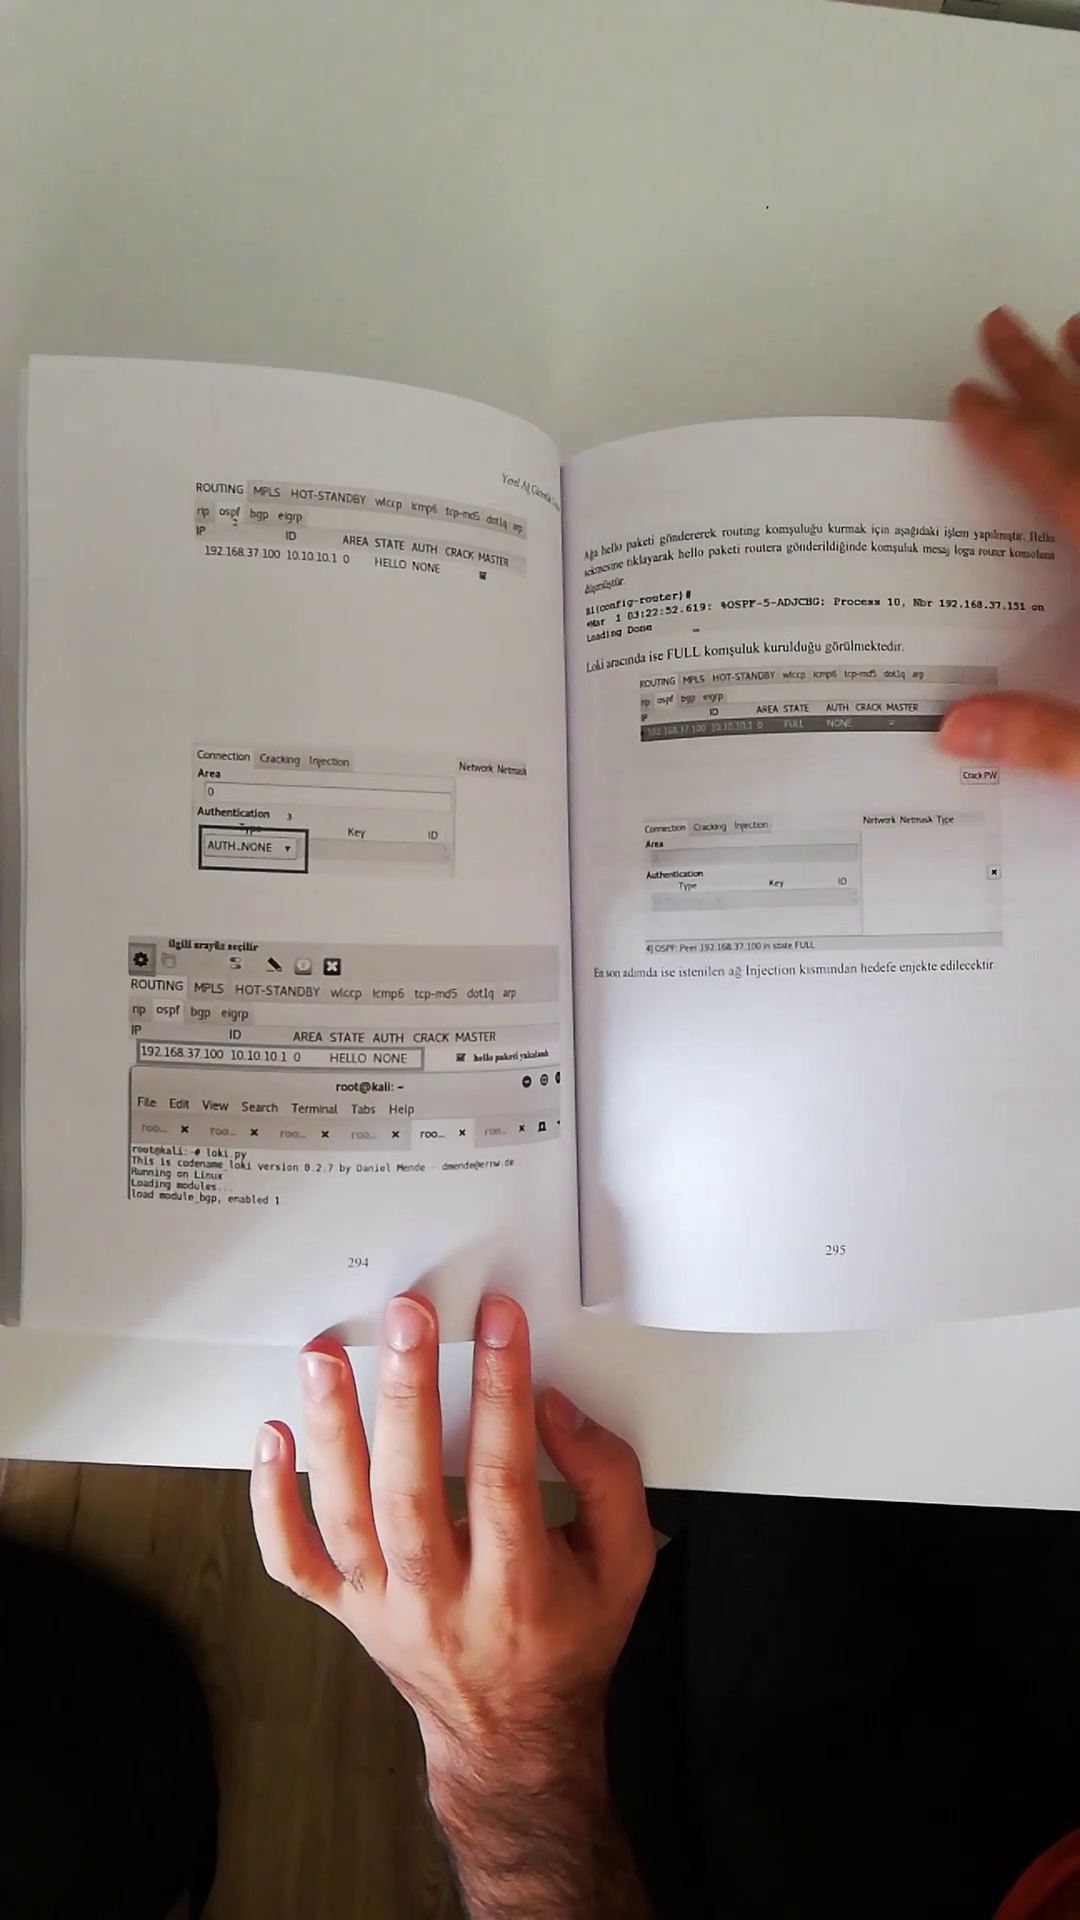 Yerel Ağ
ROUTING MPLS HOT-STANDBY wlccp icmp6 tcp-md5 dot1q arp
rip ospf bgp eigrp
IP ID AREA STATE AUTH CRACK MASTER
192.168.37.100 10.10.10.1 0 HELLO NONE
Connection Cracking Injection
Network Netmask
Area
0
Authentication
Type Key ID
AUTH_NONE
ilgili arayüz seçilir
ROUTING MPLS HOT-STANDBY wlccp icmp6 tcp-md5 dot1q arp
rip ospf bgp eigrp
IP ID AREA STATE AUTH CRACK MASTER
192.168.37.100 10.10.10.1 0 HELLO NONE hello paketi yakalandı
root@kali: ~
File Edit View Search Terminal Tabs Help
roo... × roo... × roo... × roo... × roo... × roo... ×
root@kali:~# loki.py
This is codename_loki version 0.2.7 by Daniel Mende - dmende@ernw.de
Running on Linux
Loading modules...
load module_bgp, enabled 1
294
Ağa hello paketi göndererek routing komşuluğu kurmak için aşağıdaki işlem yapılmıştır. Hello
sekmesine tıklayarak hello paketi routera gönderildiğinde komşuluk mesaj logu router konsoluna
düşmüştür.
R1(config-router)#
*Mar 1 03:22:52.619: %OSPF-5-ADJCHG: Process 10, Nbr 192.168.37.151 on
Loading Done
Loki aracında ise FULL komşuluk kurulduğu görülmektedir.
ROUTING MPLS HOT-STANDBY wlccp icmp6 tcp-md5 dot1q arp
rip ospf bgp eigrp
IP ID AREA STATE AUTH CRACK MASTER
192.168.37.100 10.10.10.1 0 FULL NONE
Crack PW
Connection Cracking Injection
Network Netmask Type
Area
Authentication
Type Key ID
4) OSPF: Peer 192.168.37.100 in state FULL
En son adımda ise istenilen ağ Injection kısmından hedefe enjekte edilecektir.
295